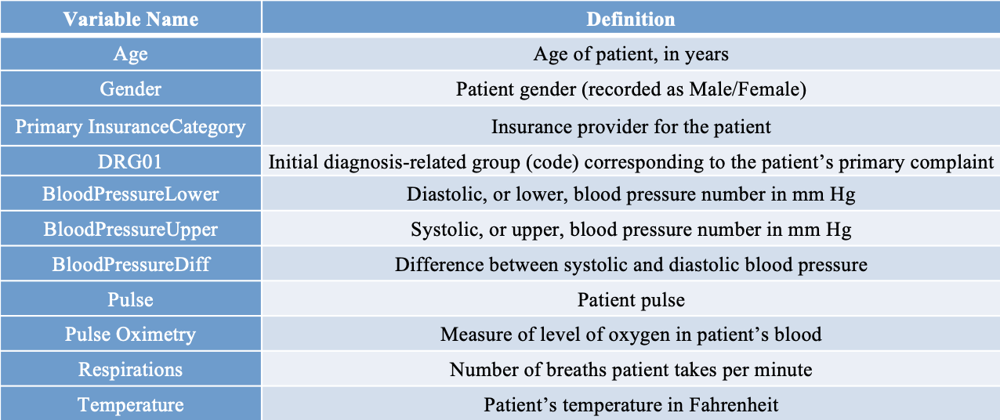 Variable Name Definition
Age Age of patient, in years
Gender Patient gender (recorded as Male/Female)
Primary InsuranceCategory Insurance provider for the patient
DRG01 Initial diagnosis-related group (code) corresponding to the patient’s primary complaint
BloodPressureLower Diastolic, or lower, blood pressure number in mm Hg
BloodPressureUpper Systolic, or upper, blood pressure number in mm Hg
BloodPressureDiff Difference between systolic and diastolic blood pressure
Pulse Patient pulse
Pulse Oximetry Measure of level of oxygen in patient’s blood
Respirations Number of breaths patient takes per minute
Temperature Patient’s temperature in Fahrenheit